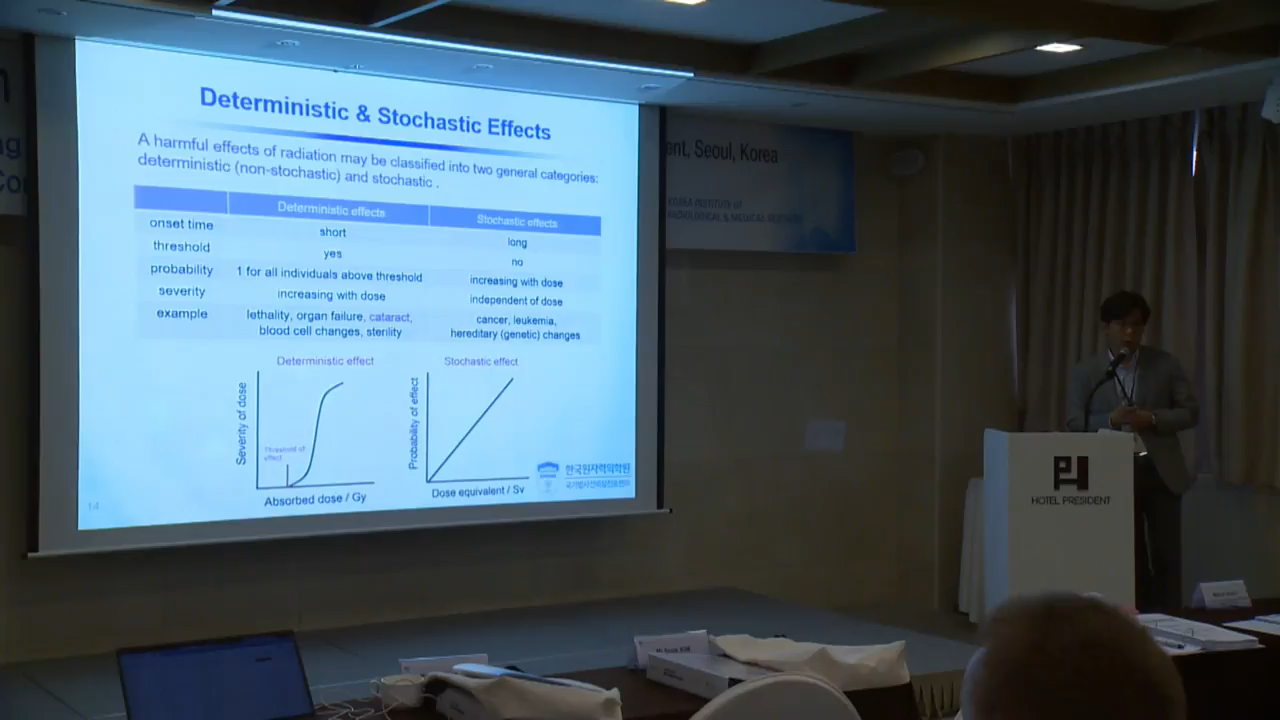 Deterministic & Stochastic Effects
A harmful effects of radiation may be classified into two general categories:
deterministic (non-stochastic) and stochastic .
Deterministic effects Stochastic effects
onset time short long
threshold yes no
probability 1 for all individuals above threshold increasing with dose
severity increasing with dose independent of dose
example lethality, organ failure, cataract, cancer, leukemia,
blood cell changes, sterility hereditary (genetic) changes
Deterministic effect
Severity of dose
Threshold of
effect
Absorbed dose / Gy
Stochastic effect
Probability of effect
Dose equivalent / Sv
한국원자력의학원
14
ent, Seoul, Korea
KOREA INSTITUTE OF
RADIOLOGICAL & MEDICAL
HOTEL PRESIDENT